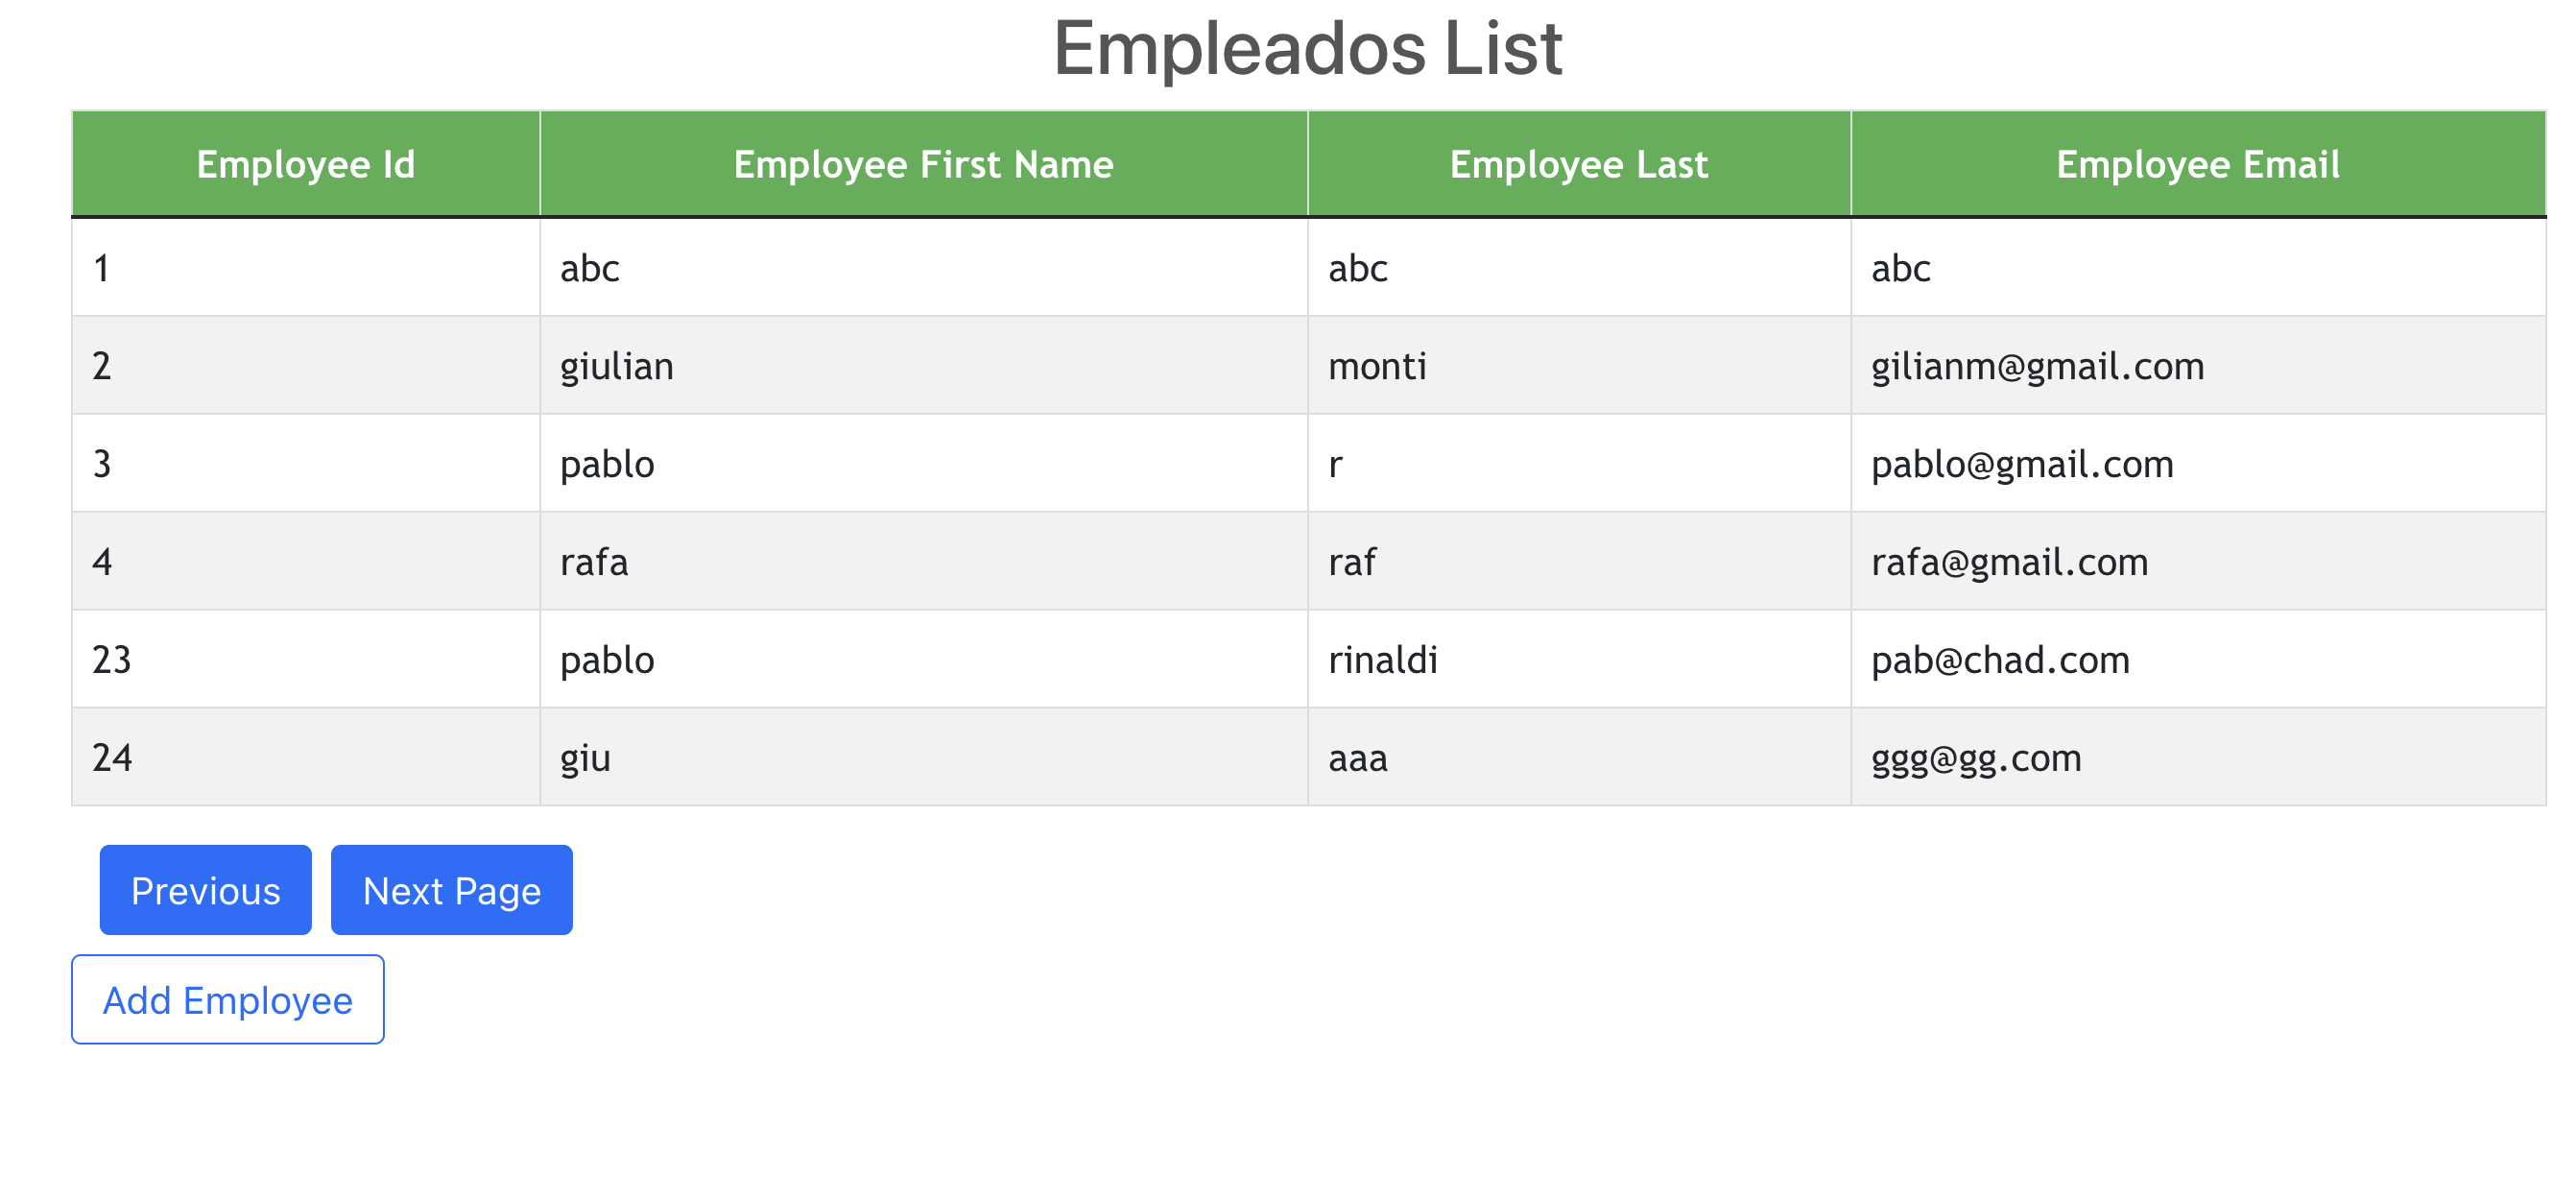 Empleados List
Employee Id Employee First Name Employee Last Employee Email
1 abc abc abc
2 giulian monti gilianm@gmail.com
3 pablo r pablo@gmail.com
4 rafa raf rafa@gmail.com
23 pablo rinaldi pab@chad.com
24 giu aaa ggg@gg.com
Previous Next Page
Add Employee